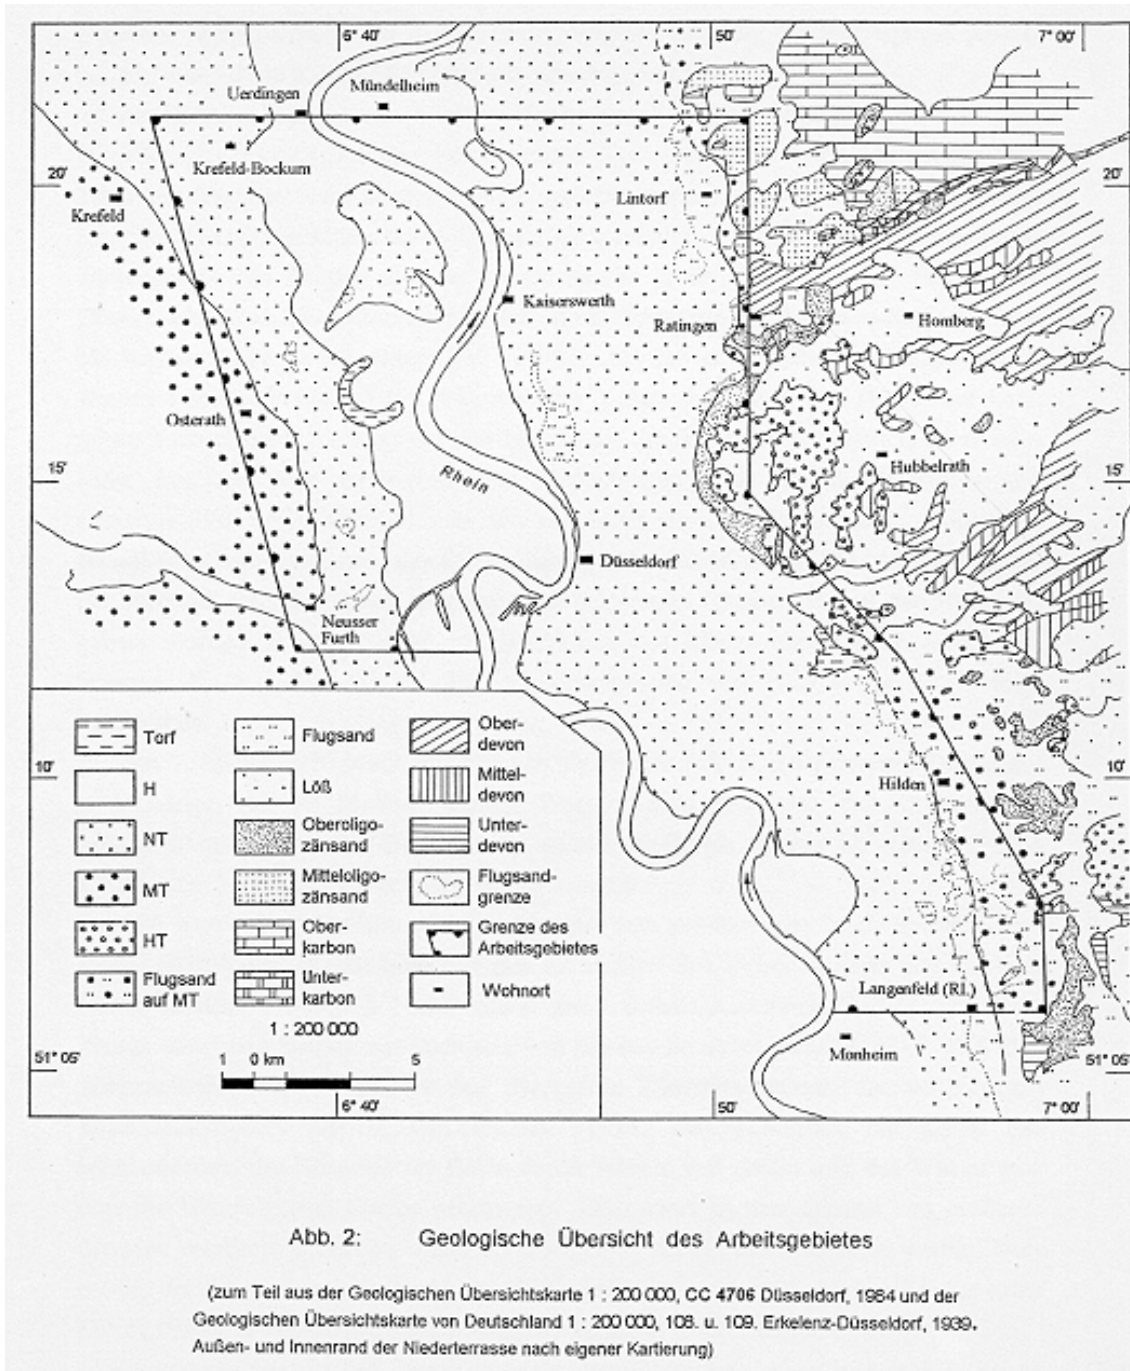 6° 40'
50'
7° 00'
Uerdingen
Mündelheim
Krefeld-Bockum
20'
20'
Krefeld
Lintorf
Kaiserswerth
Ratingen
Homberg
Osterath
Hubbelrath
15'
Rhein
15'
Düsseldorf
Neusser
Furth
Hilden
10'
10'
Langenfeld (Rl.)
Monheim
Torf
H
NT
MT
HT
Flugsand
auf MT
Flugsand
Löß
Oberoligo-
zänsand
Mitteloligo-
zänsand
Ober-
karbon
Unter-
karbon
Ober-
devon
Mittel-
devon
Unter-
devon
Flugsand-
grenze
Grenze des
Arbeitsgebietes
Wohnort
1 : 200 000
1 0 km 5
51° 05'
51° 05'
6° 40'
50'
7° 00'
Abb. 2: Geologische Übersicht des Arbeitsgebietes
(zum Teil aus der Geologischen Übersichtskarte 1 : 200 000, CC 4706 Düsseldorf, 1984 und der
Geologischen Übersichtskarte von Deutschland 1 : 200 000, 108. u. 109. Erkelenz-Düsseldorf, 1939.
Außen- und Innenrand der Niederterrasse nach eigener Kartierung)